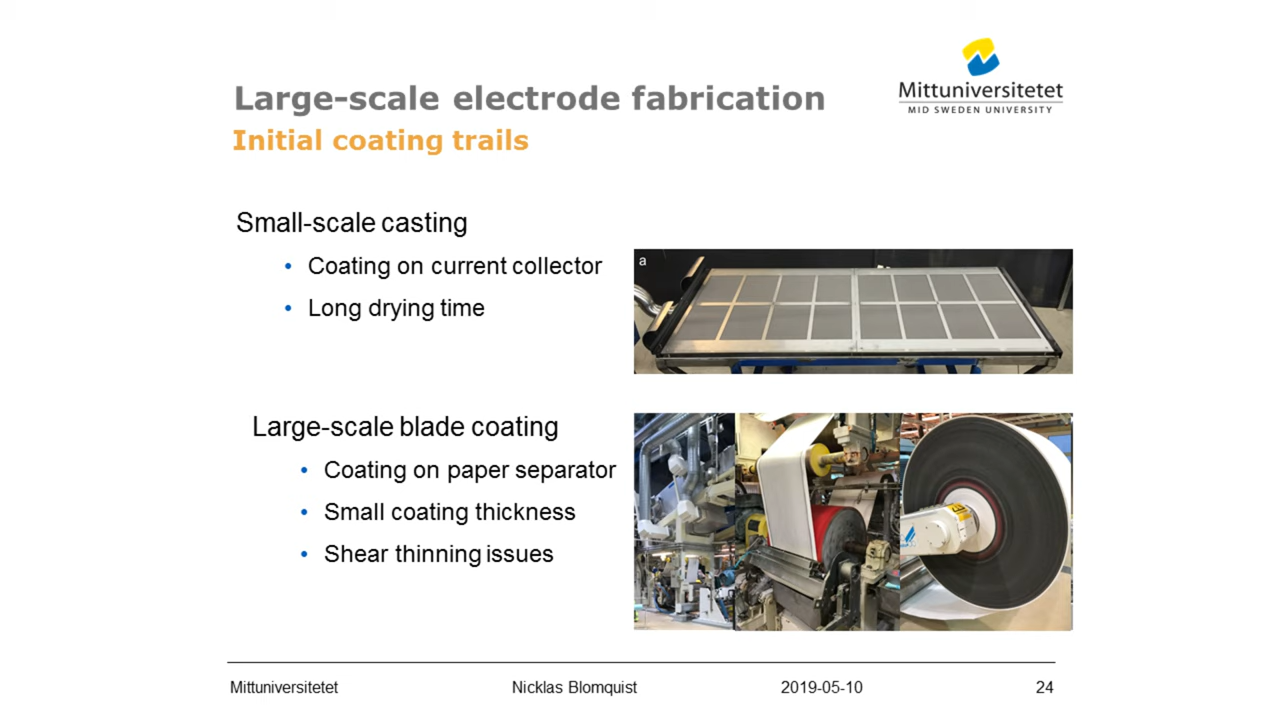 Mittuniversitetet
MID SWEDEN UNIVERSITY
Large-scale electrode fabrication
Initial coating trails
Small-scale casting
• Coating on current collector
• Long drying time
a
Large-scale blade coating
• Coating on paper separator
• Small coating thickness
• Shear thinning issues
Mittuniversitetet Nicklas Blomquist 2019-05-10 24